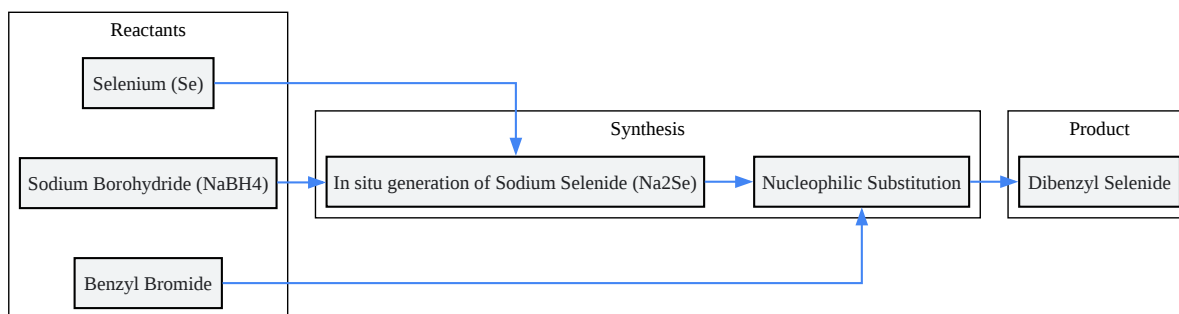 Reactants
Selenium (Se)
Synthesis
Product
Sodium Borohydride (NaBH4)
In situ generation of Sodium Selenide (Na2Se)
Nucleophilic Substitution
Dibenzyl Selenide
Benzyl Bromide